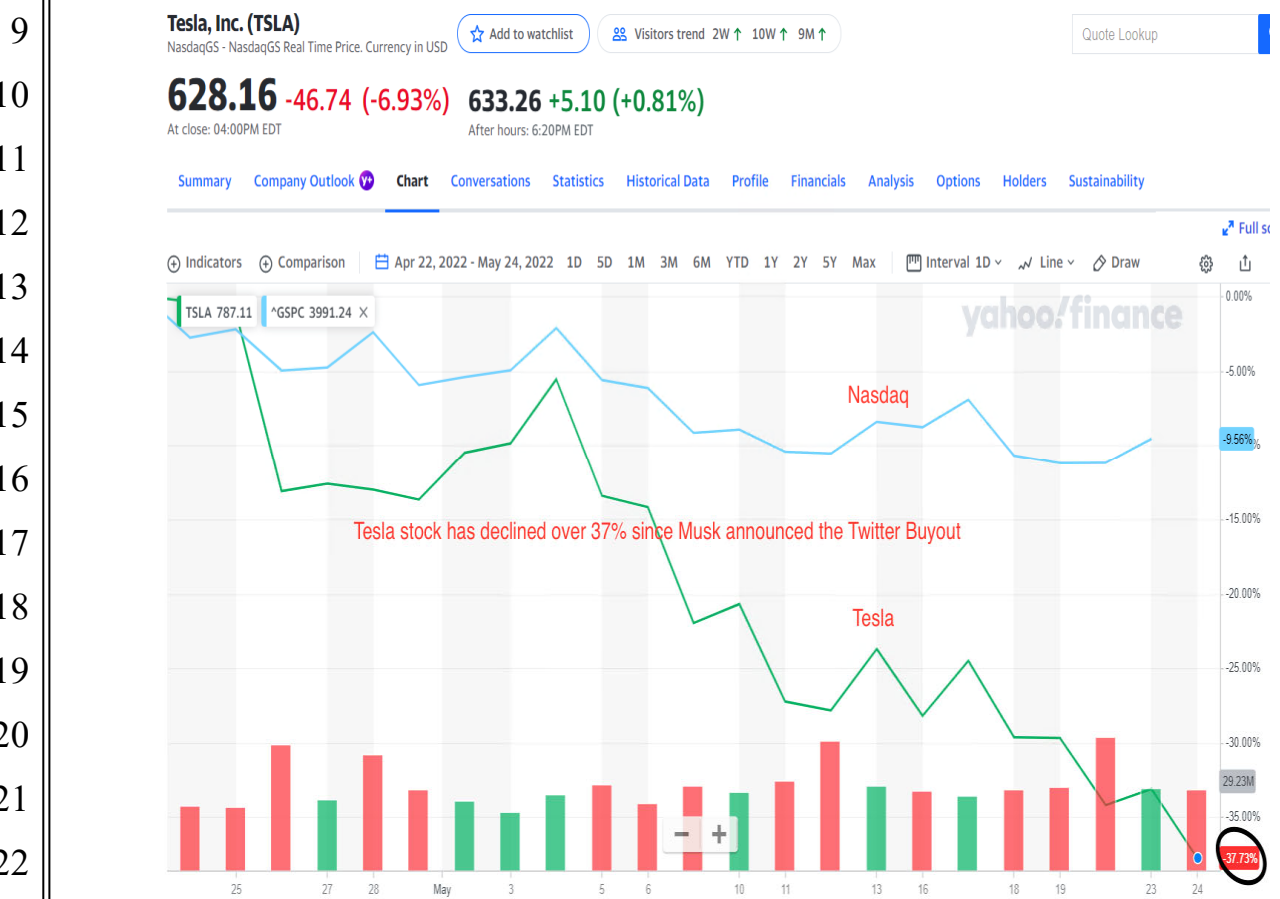 9
Tesla, Inc. (TSLA)
NasdaqGS - NasdaqGS Real Time Price. Currency in USD
Add to watchlist
Visitors trend 2W↑ 10W↑ 9M↑
Quote Lookup
10
628.16 -46.74 (-6.93%) 633.26 +5.10 (+0.81%)
At close: 04:00PM EDT
After hours: 6:20PM EDT
11
Summary Company Outlook Y+ Chart Conversations Statistics Historical Data Profile Financials Analysis Options Holders Sustainability
12
Full sc
Indicators Comparison Apr 22, 2022 - May 24, 2022 1D 5D 1M 3M 6M YTD 1Y 2Y 5Y Max Interval 1D Line Draw
13
TSLA 787.11
^GSPC 3991.24 X
yahoo!finance
0.00%
14
-5.00%
15
Nasdaq
-9.56%
16
Tesla stock has declined over 37% since Musk announced the Twitter Buyout
-15.00%
17
-20.00%
18
Tesla
19
-25.00%
20
-30.00%
21
29.23M
-35.00%
22
-37.73%
25 27 28 May 3 5 6 10 11 13 16 18 19 23 24